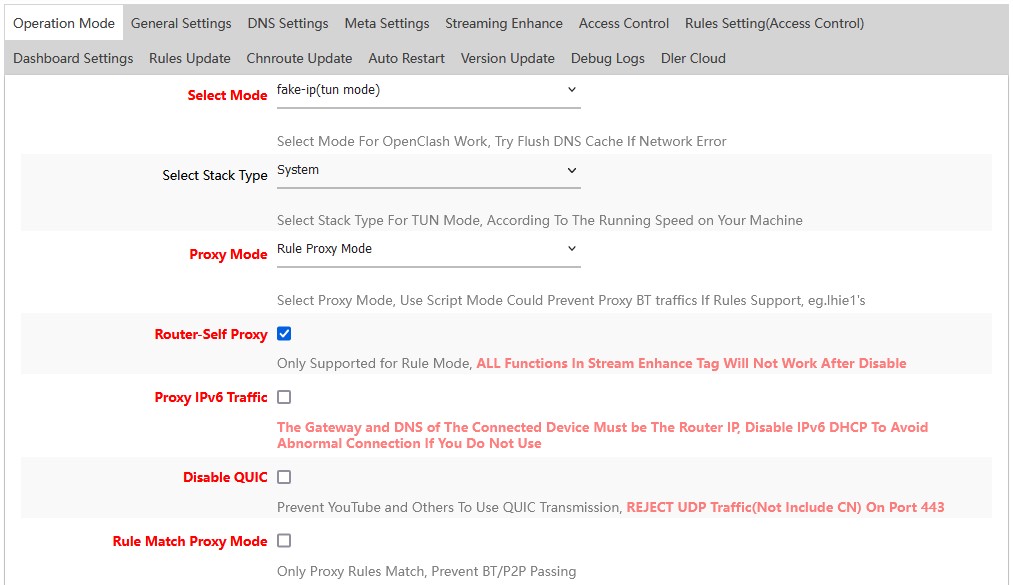 Operation Mode General Settings DNS Settings Meta Settings Streaming Enhance Access Control Rules Setting(Access Control)
Dashboard Settings Rules Update Chnroute Update Auto Restart Version Update Debug Logs Dler Cloud
Select Mode fake-ip(tun mode)
Select Mode For OpenClash Work, Try Flush DNS Cache If Network Error
Select Stack Type System
Select Stack Type For TUN Mode, According To The Running Speed on Your Machine
Proxy Mode Rule Proxy Mode
Select Proxy Mode, Use Script Mode Could Prevent Proxy BT traffics If Rules Support, eg.lhie1's
Router-Self Proxy
Only Supported for Rule Mode, ALL Functions In Stream Enhance Tag Will Not Work After Disable
Proxy IPv6 Traffic
The Gateway and DNS of The Connected Device Must be The Router IP, Disable IPv6 DHCP To Avoid
Abnormal Connection If You Do Not Use
Disable QUIC
Prevent YouTube and Others To Use QUIC Transmission, REJECT UDP Traffic(Not Include CN) On Port 443
Rule Match Proxy Mode
Only Proxy Rules Match, Prevent BT/P2P Passing